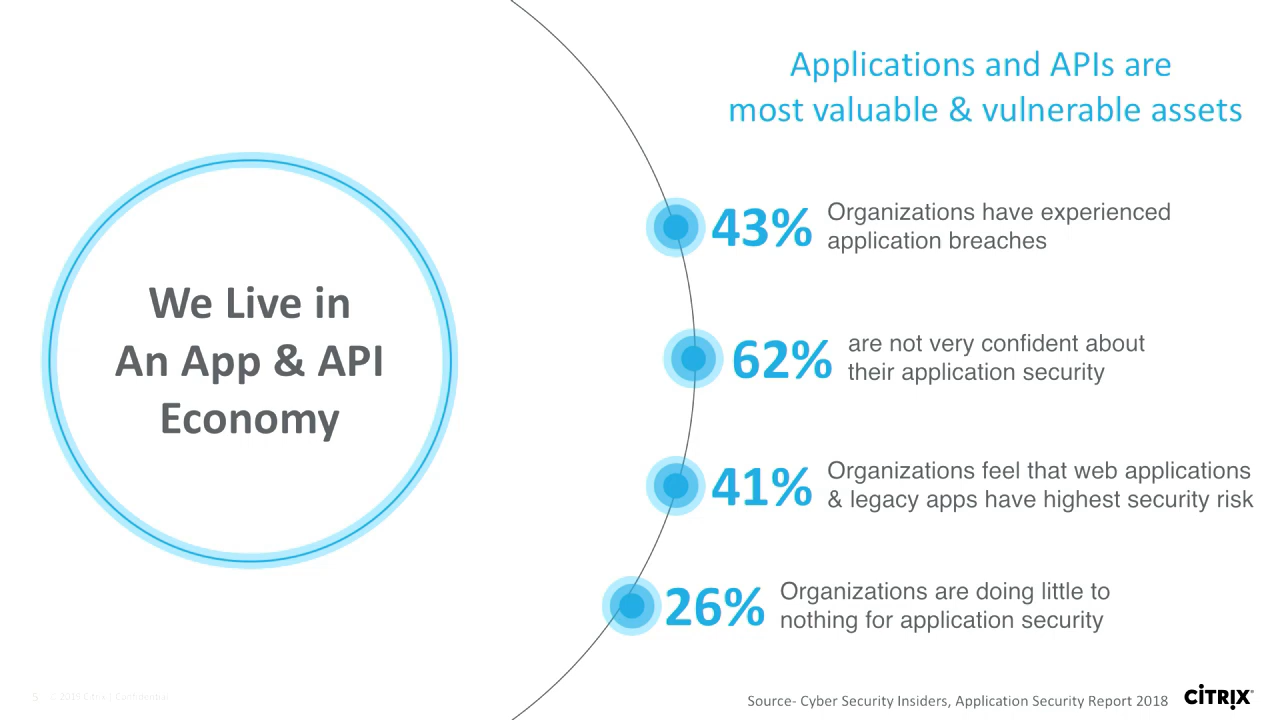 Applications and APIs are
most valuable & vulnerable assets
We Live in
An App & API
Economy
43%
Organizations have experienced
application breaches
62%
are not very confident about
their application security
41%
Organizations feel that web applications
& legacy apps have highest security risk
26%
Organizations are doing little to
nothing for application security
5
Citrix | Confidential
Source- Cyber Security Insiders, Application Security Report 2018
CITRIX